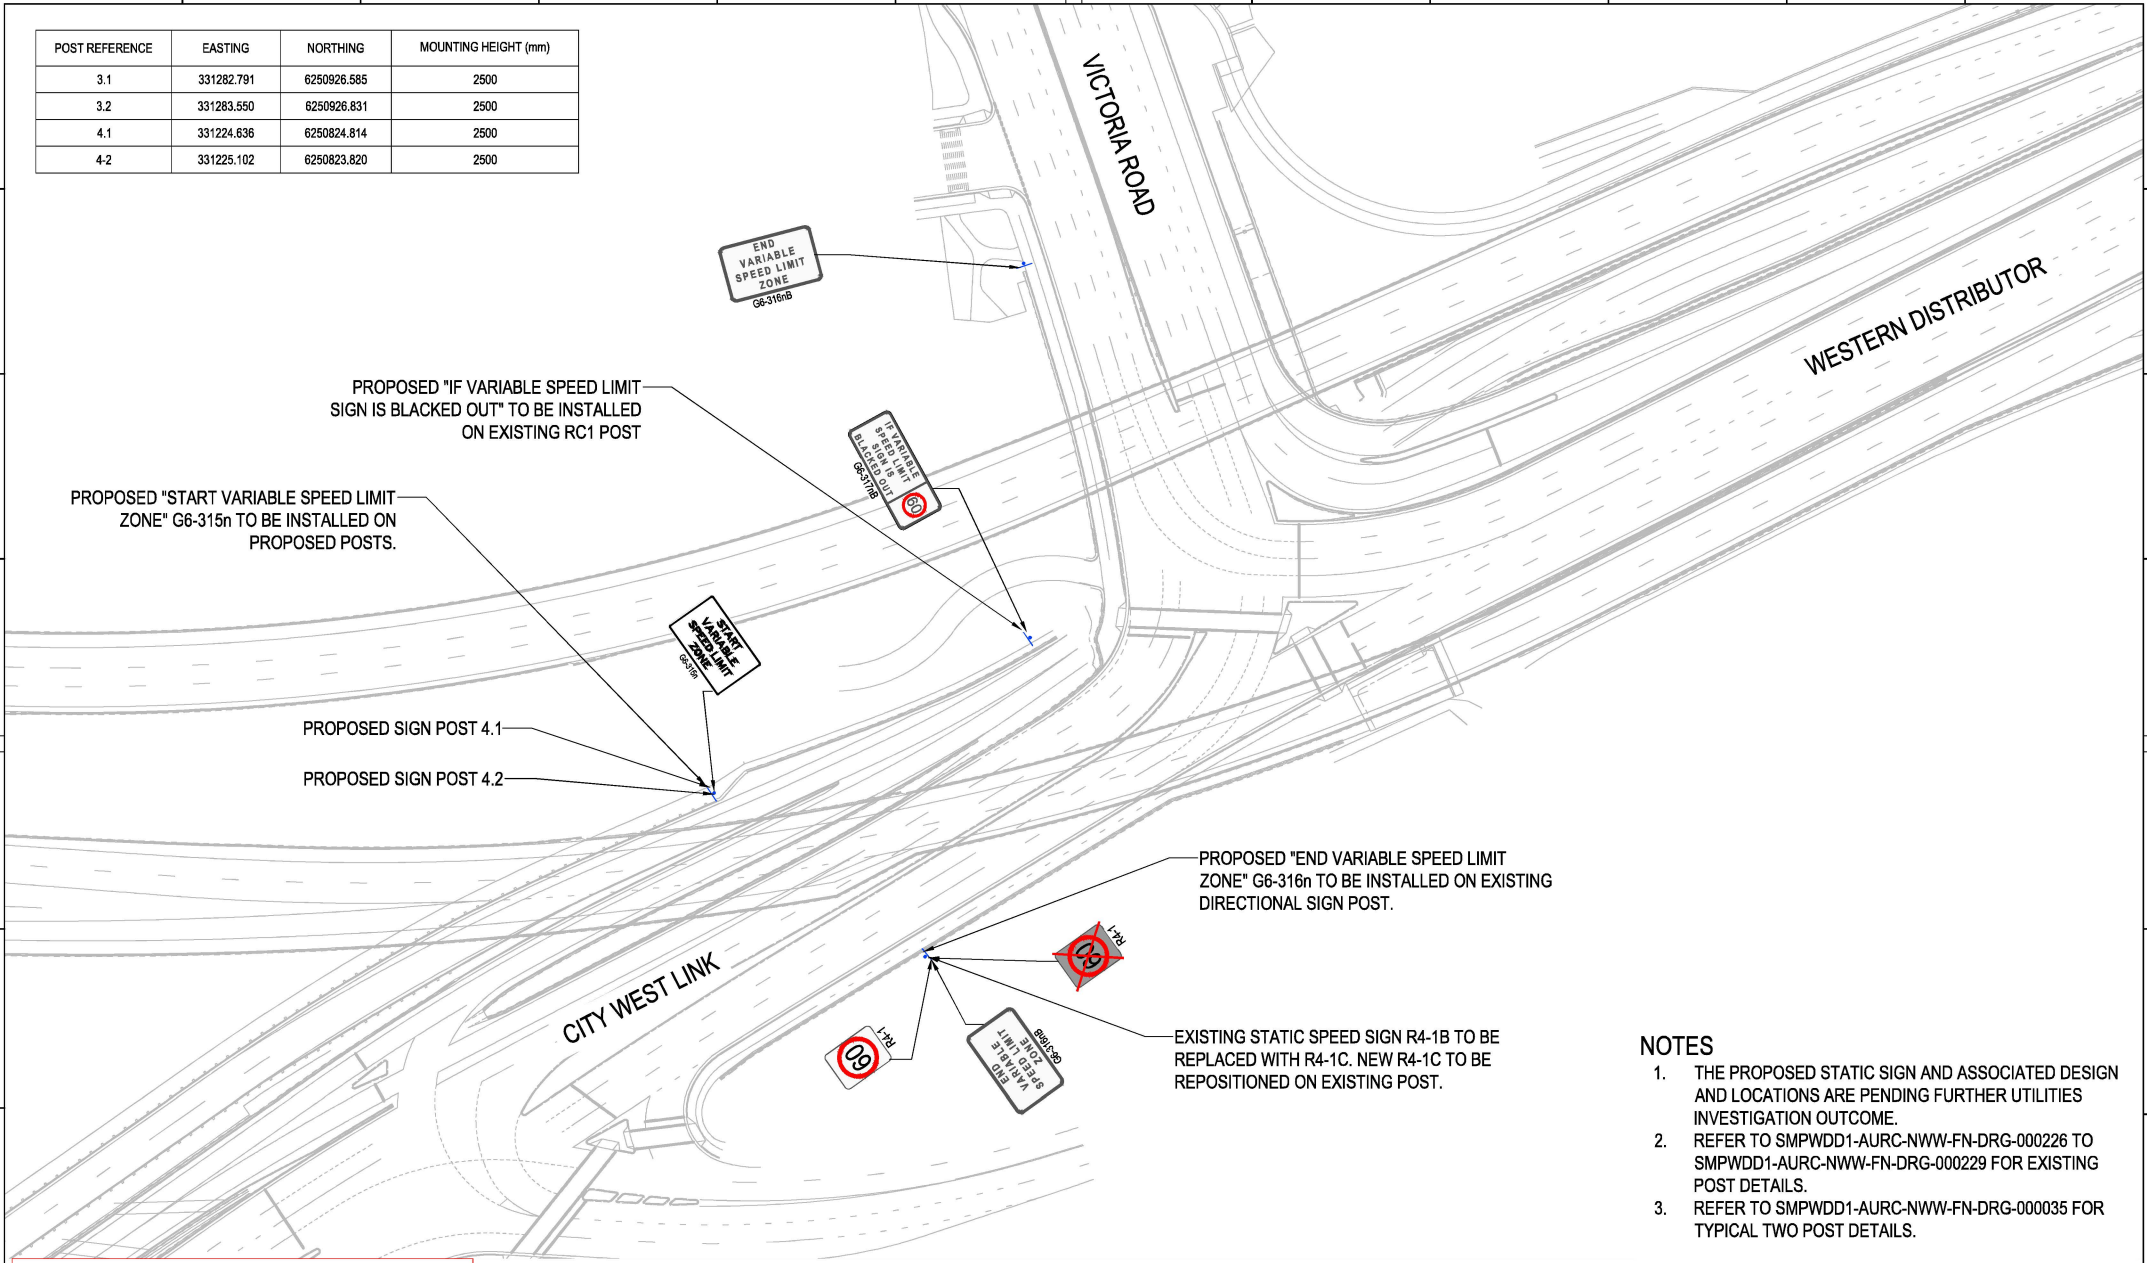 POST REFERENCE EASTING NORTHING MOUNTING HEIGHT (mm)
3.1 331282.791 6250926.585 2500
3.2 331283.550 6250926.831 2500
4.1 331224.636 6250824.814 2500
4-2 331225.102 6250823.820 2500
VICTORIA ROAD
END
VARIABLE
SPEED LIMIT
ZONE
G6-316nB
WESTERN DISTRIBUTOR
PROPOSED "IF VARIABLE SPEED LIMIT
SIGN IS BLACKED OUT" TO BE INSTALLED
ON EXISTING RC1 POST
IF VARIABLE
SPEED LIMIT
SIGN IS
BLACKED OUT
60
G6-317nB
PROPOSED "START VARIABLE SPEED LIMIT
ZONE" G6-315n TO BE INSTALLED ON
PROPOSED POSTS.
START
VARIABLE
SPEED LIMIT
ZONE
G6-315n
PROPOSED SIGN POST 4.1
PROPOSED SIGN POST 4.2
PROPOSED "END VARIABLE SPEED LIMIT
ZONE" G6-316n TO BE INSTALLED ON EXISTING
DIRECTIONAL SIGN POST.
60
R4-1
CITY WEST LINK
60
R4-1
END
VARIABLE
SPEED LIMIT
ZONE
G6-316nB
EXISTING STATIC SPEED SIGN R4-1B TO BE
REPLACED WITH R4-1C. NEW R4-1C TO BE
REPOSITIONED ON EXISTING POST.
NOTES
1. THE PROPOSED STATIC SIGN AND ASSOCIATED DESIGN
AND LOCATIONS ARE PENDING FURTHER UTILITIES
INVESTIGATION OUTCOME.
2. REFER TO SMPWDD1-AURC-NWW-FN-DRG-000226 TO
SMPWDD1-AURC-NWW-FN-DRG-000229 FOR EXISTING
POST DETAILS.
3. REFER TO SMPWDD1-AURC-NWW-FN-DRG-000035 FOR
TYPICAL TWO POST DETAILS.